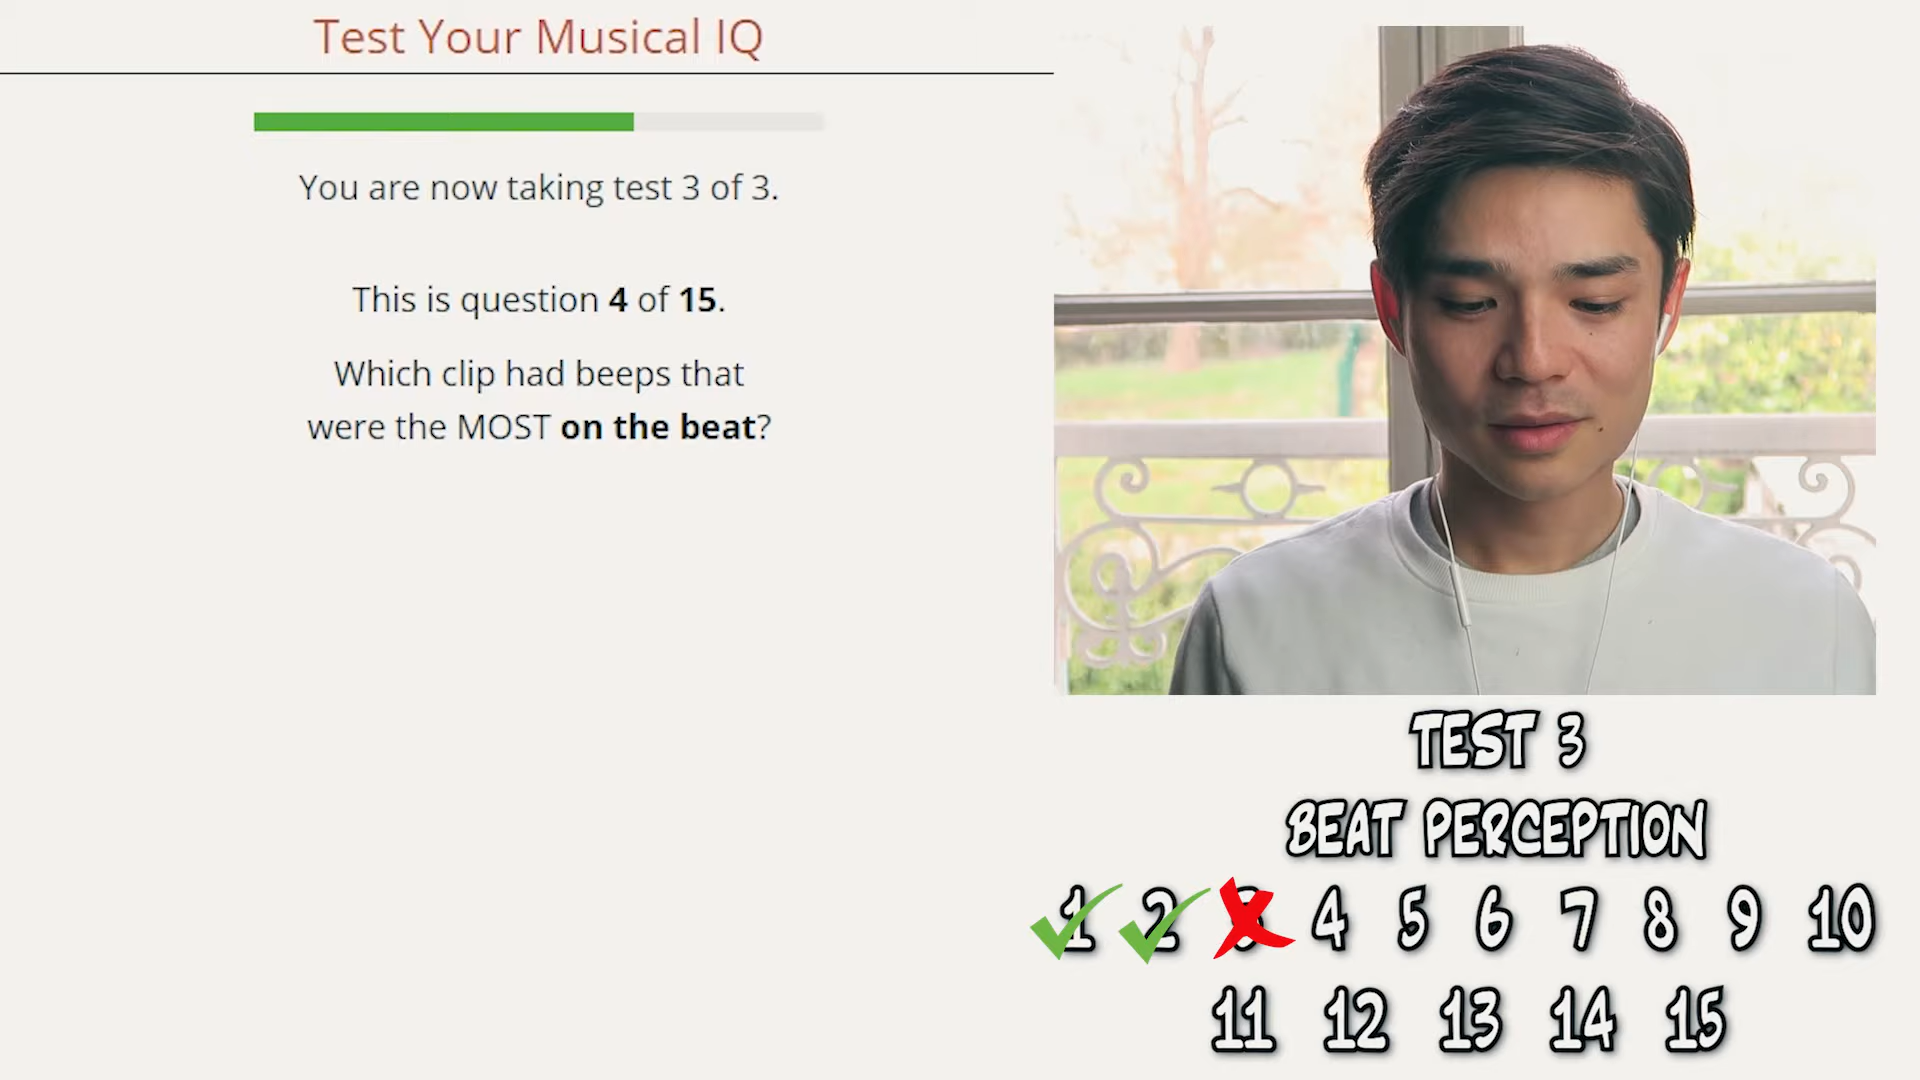 Test Your Musical IQ
You are now taking test 3 of 3.
This is question 4 of 15.
Which clip had beeps that
were the MOST on the beat?
TEST 3
BEAT PERCEPTION
1 2 3 4 5 6 7 8 9 10
11 12 13 14 15